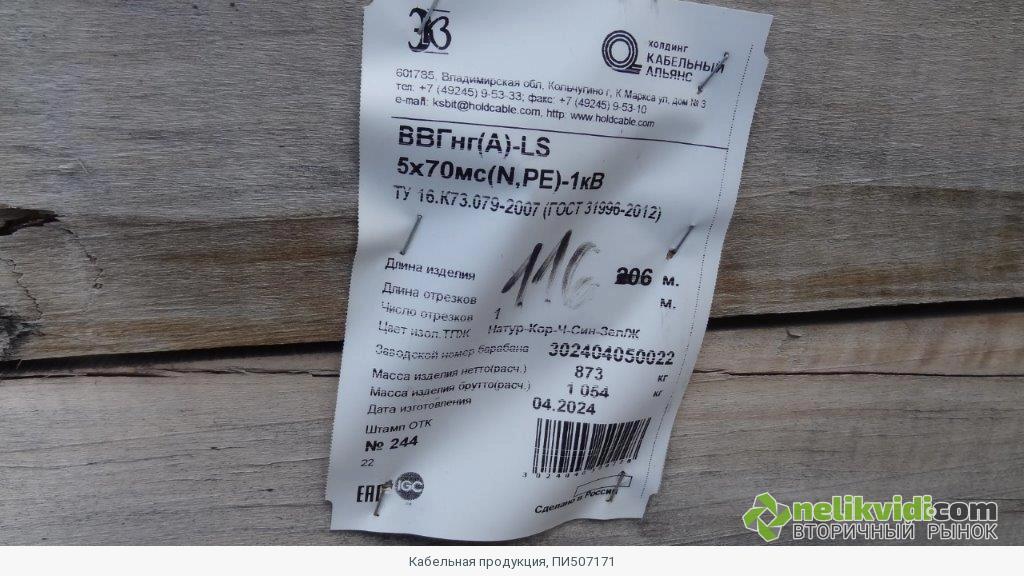 ЭКЗ
холдинг
КАБЕЛЬНЫЙ
АЛЬЯНС
601785, Владимирская обл, Кольчугино г, К.Маркса ул, дом № 3
тел: +7 (49245) 9-53-33; факс: +7 (49245) 9-53-10
e-mail: ksbit@holdcable.com, http: www.holdcable.com
ВВГнг(А)-LS
5х70мс(N,PE)-1кВ
ТУ 16.К73.079-2007 (ГОСТ 31996-2012)
Длина изделия 116 206 м.
Длина отрезков м.
Число отрезков 1
Цвет изол.ТПЖ Натур-Кор-Ч-Син-ЗелЖ
Заводской номер барабана 302404050022
Масса изделия нетто(расч.) 873 кг
Масса изделия брутто(расч.) 1 054 кг
Дата изготовления 04.2024
Штамп ОТК
№ 244
22
EAC IGC
Сделано в России
nelikvidi.com
ВТОРИЧНЫЙ РЫНОК
Кабельная продукция, ПИ507171